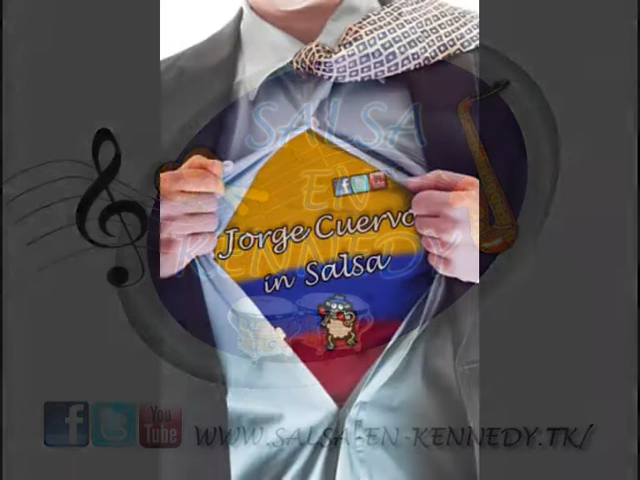 SALSA
EN
KENNEDY
Jorge Cuervo
in Salsa
You
Tube
WWW.SALSA-EN-KENNEDY.TK/